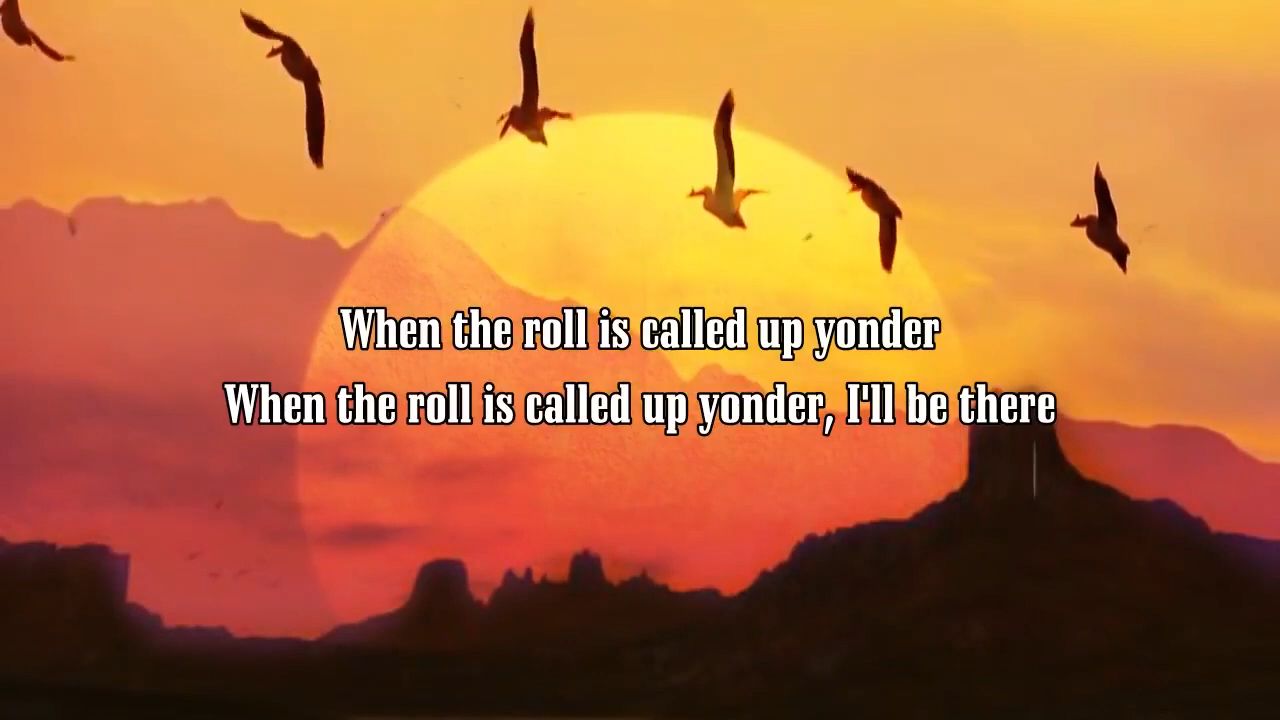 When the roll is called up yonder
When the roll is called up yonder, I'll be there